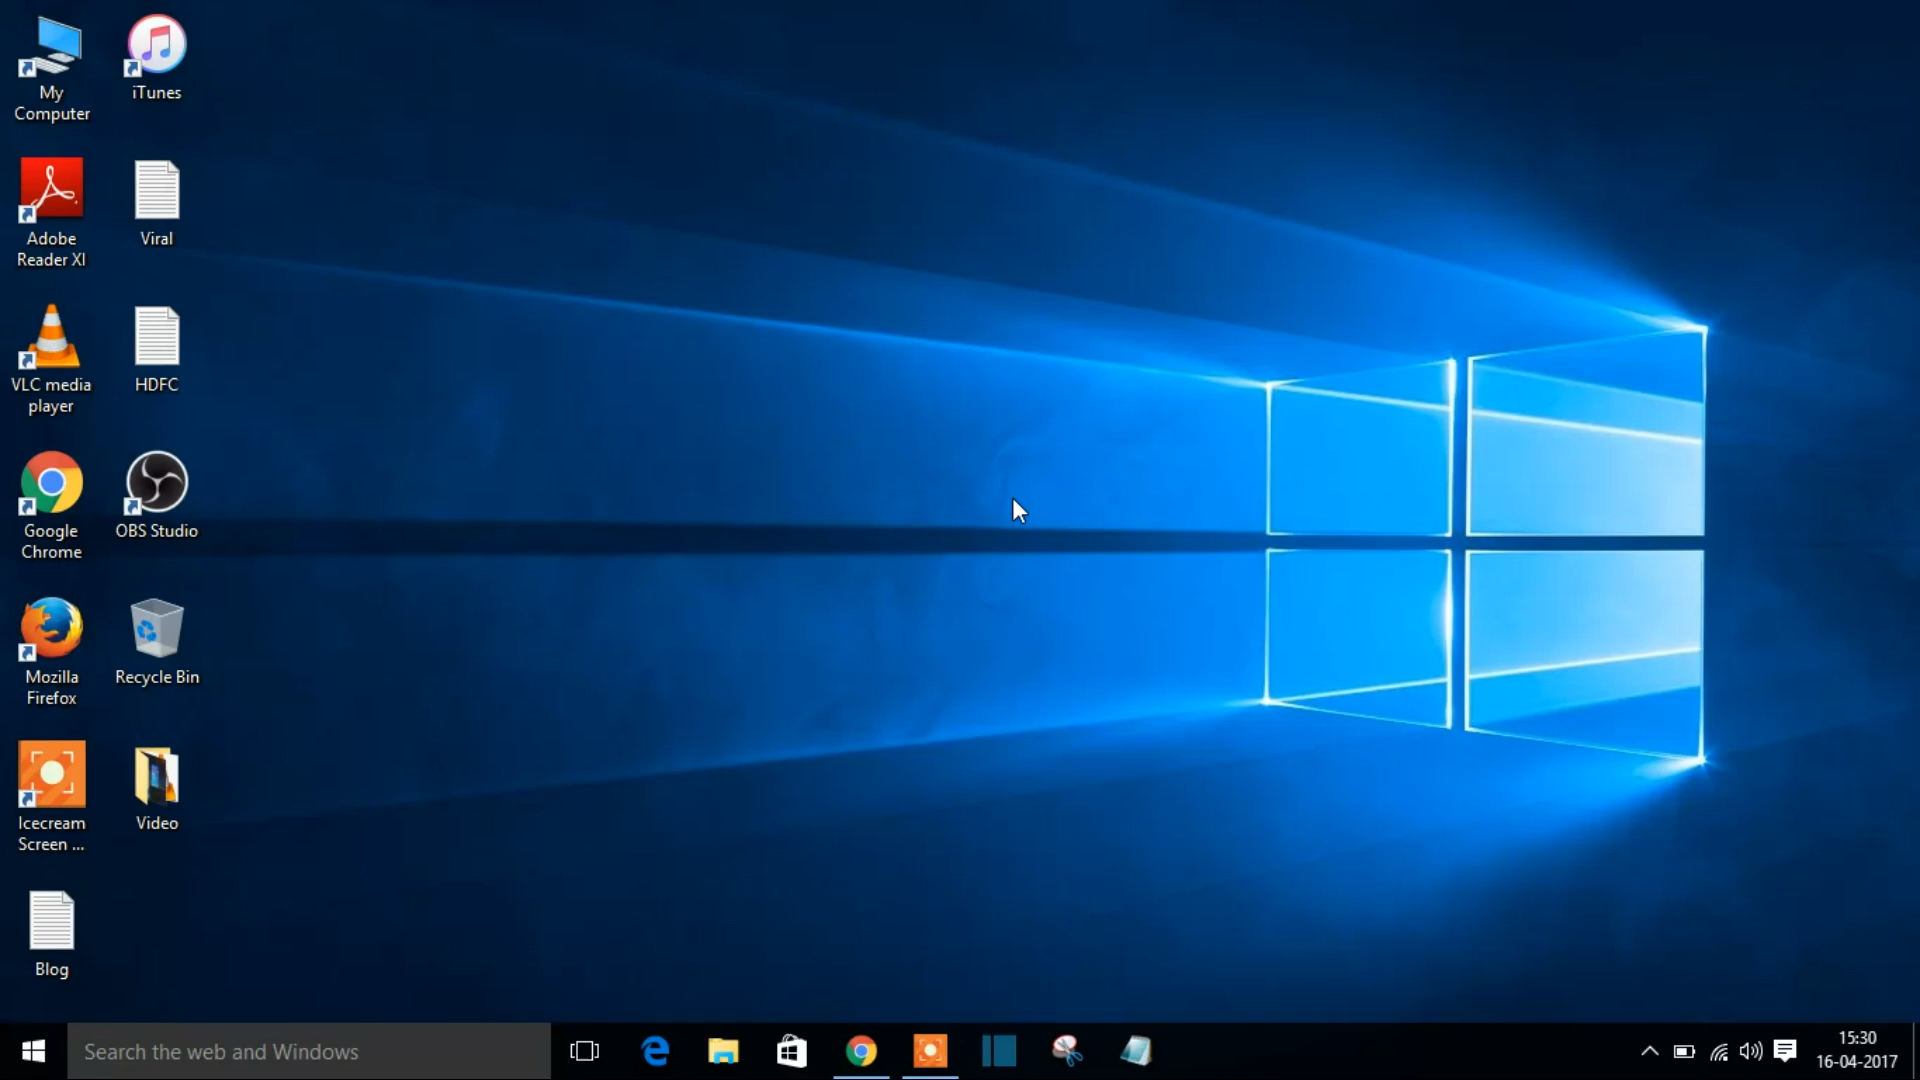 My
Computer
iTunes
Adobe
Reader XI
Viral
VLC media
player
HDFC
Google
Chrome
OBS Studio
Mozilla
Firefox
Recycle Bin
Icecream
Screen ...
Video
Blog
Search the web and Windows
15:30
16-04-2017